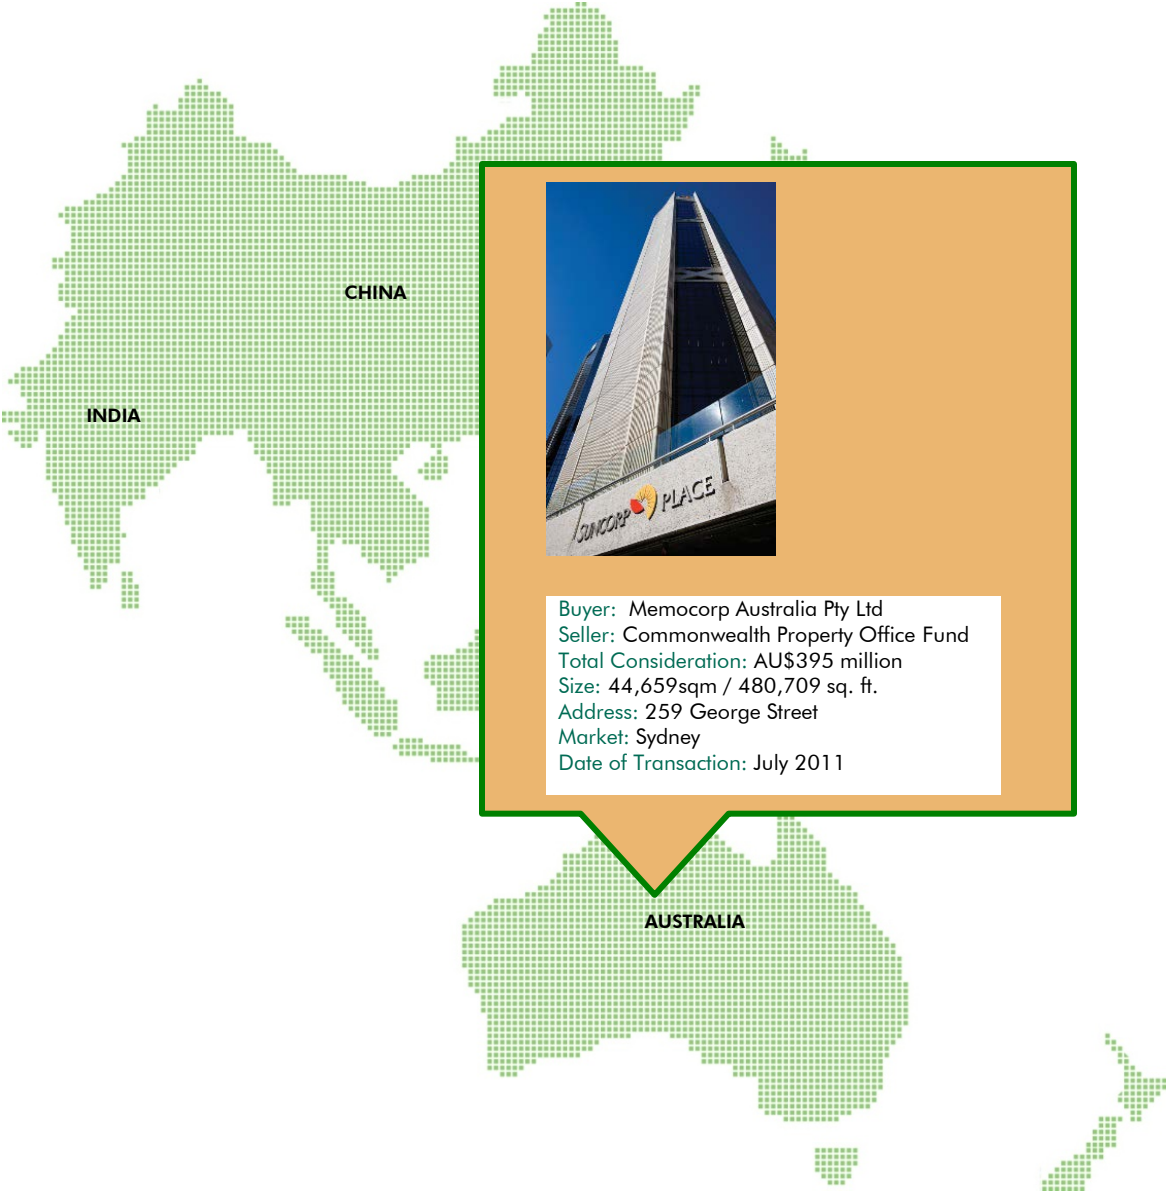 CHINA
INDIA
SUNCORP PLACE
Buyer: Memocorp Australia Pty Ltd
Seller: Commonwealth Property Office Fund
Total Consideration: AU$395 million
Size: 44,659sqm / 480,709 sq. ft.
Address: 259 George Street
Market: Sydney
Date of Transaction: July 2011
AUSTRALIA